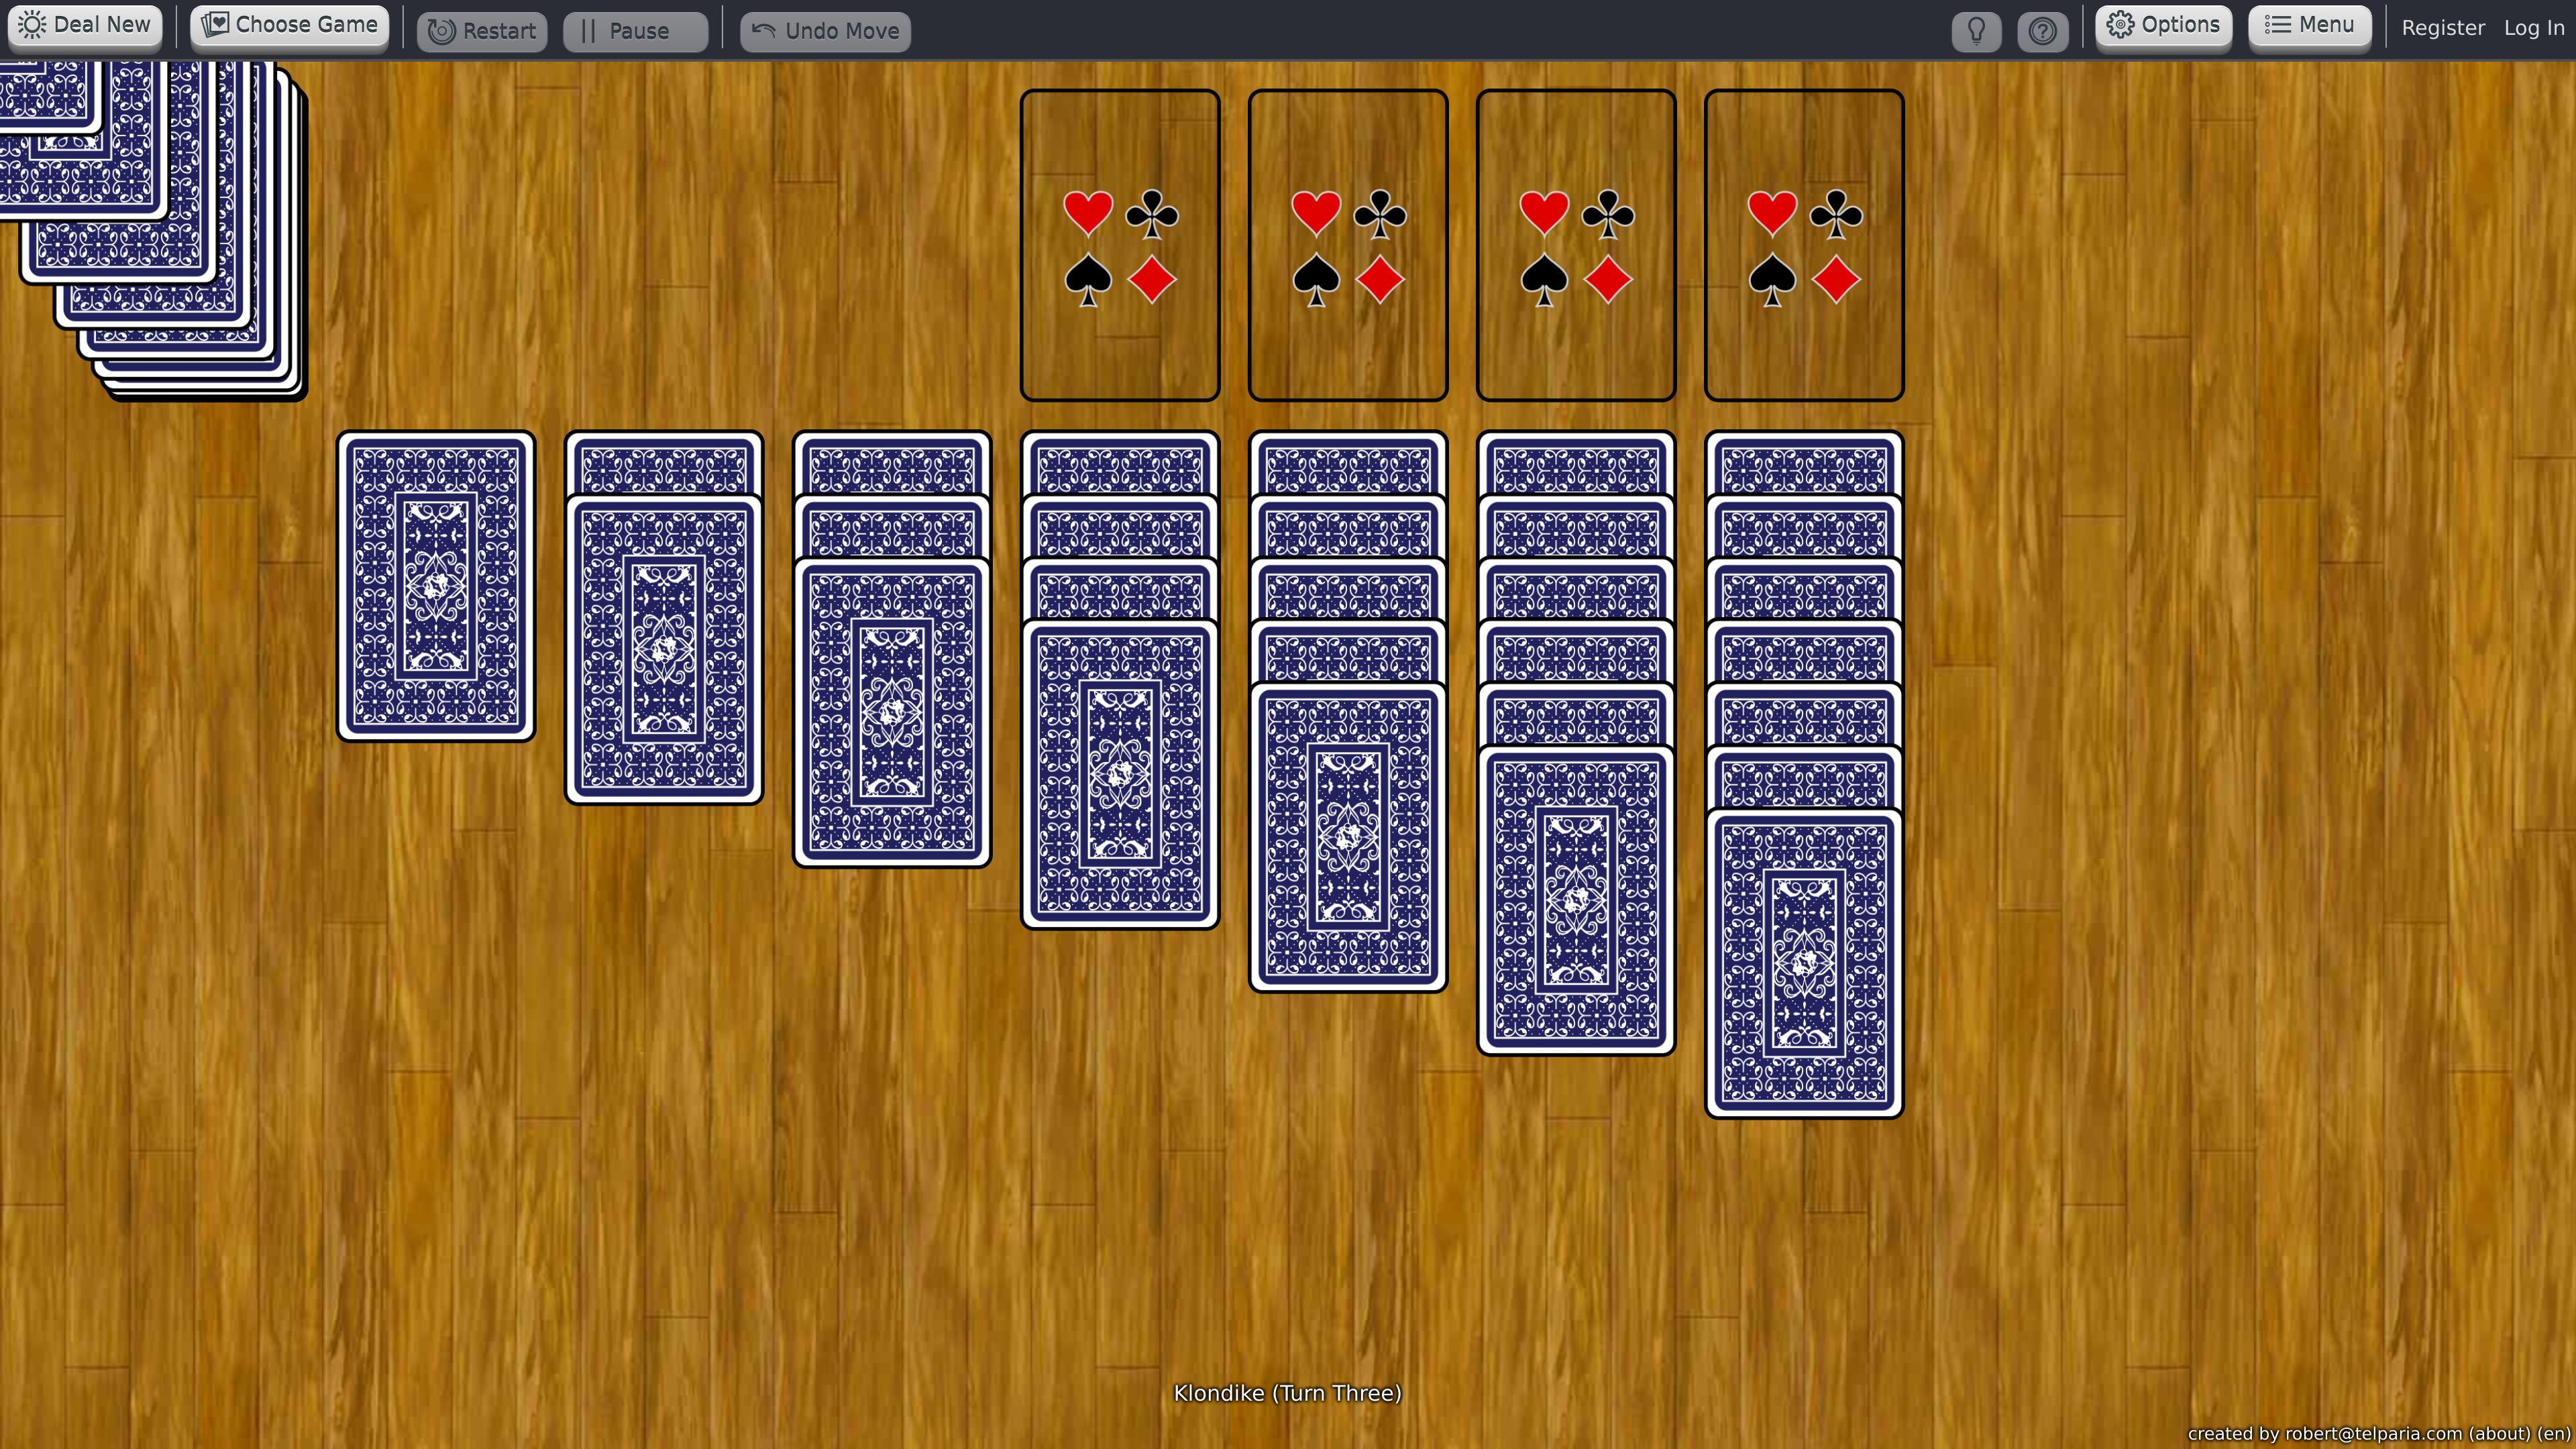 Deal New
Choose Game
Restart
Pause
Undo Move
Options
Menu
Register
Log In
Klondike (Turn Three)
created by robert@telparia.com (about) (en)